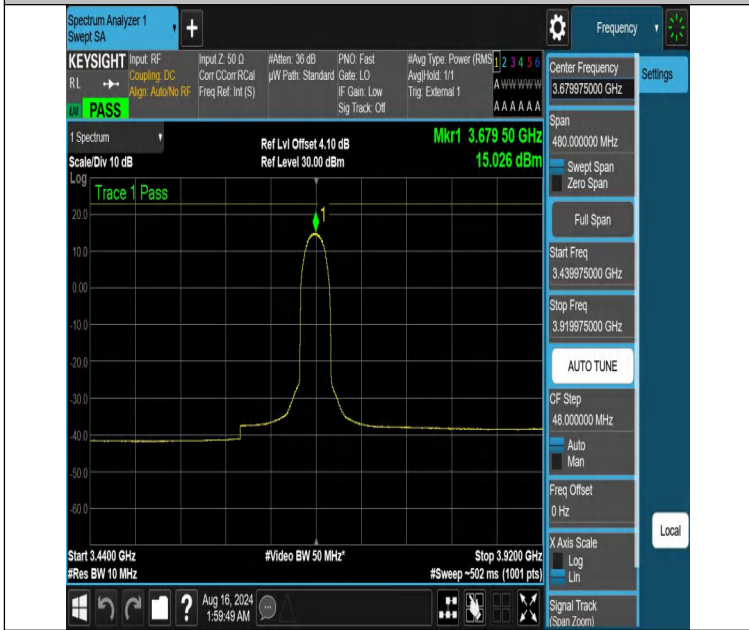 Spectrum Analyzer 1
Swept SA
+
Frequency
KEYSIGHT
RL
LXI
PASS
Input: RF
Coupling: DC
Align: Auto/No RF
Input Z: 50 Ω
Corr CCorr RCal
Freq Ref: Int (S)
#Atten: 36 dB
µW Path: Standard
PNO: Fast
Gate: LO
IF Gain: Low
Sig Track: Off
#Avg Type: Power (RMS
Avg|Hold: 1/1
Trig: External 1
1 2 3 4 5 6
A W W W W W
A A A A A A
1 Spectrum
Scale/Div 10 dB
Ref Lvl Offset 4.10 dB
Ref Level 30.00 dBm
Mkr1 3.679 50 GHz
15.026 dBm
Log
Trace 1 Pass
1
20.0
10.0
0.00
-10.0
-20.0
-30.0
-40.0
-50.0
-60.0
Start 3.4400 GHz
#Res BW 10 MHz
#Video BW 50 MHz*
Stop 3.9200 GHz
#Sweep ~502 ms (1001 pts)
?
Aug 16, 2024
1:59:49 AM
Center Frequency
3.679975000 GHz
Settings
Span
480.000000 MHz
Swept Span
Zero Span
Full Span
Start Freq
3.439975000 GHz
Stop Freq
3.919975000 GHz
AUTO TUNE
CF Step
48.000000 MHz
Auto
Man
Freq Offset
0 Hz
X Axis Scale
Log
Lin
Local
Signal Track
(Span Zoom)